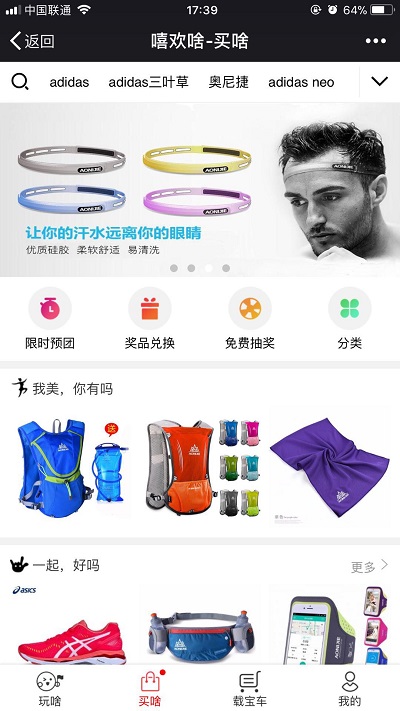 中国联通 17:39 64%
返回 嘻欢啥-买啥
adidas adidas三叶草 奥尼捷 adidas neo
AONIJIE
让你的汗水远离你的眼睛
优质硅胶 柔软舒适 易清洗
限时预团 奖品兑换 免费抽奖 分类
我美，你有吗
送
一起，好吗 更多
asics
玩啥 买啥 载宝车 我的